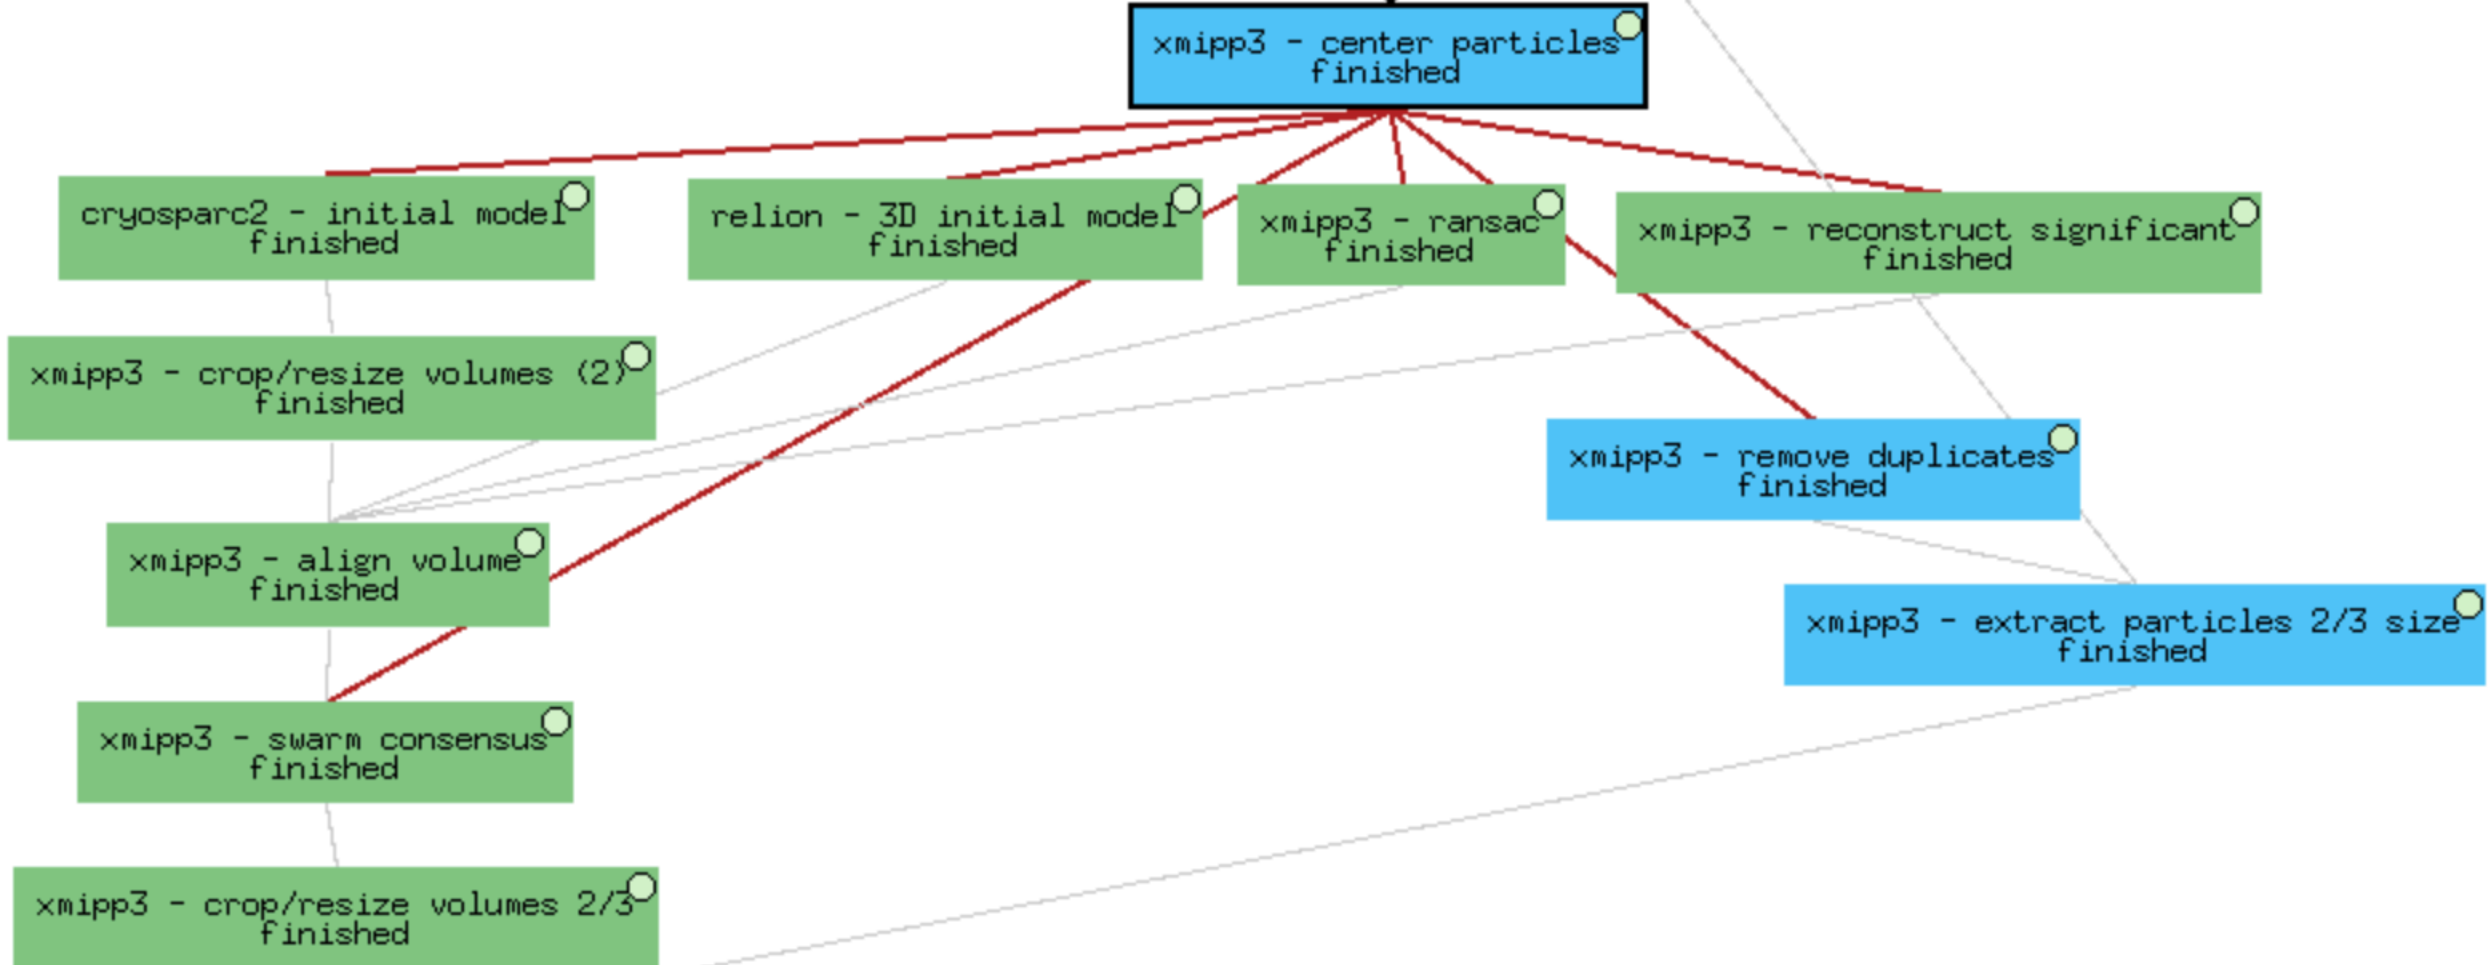 xmipp3 - center particles
finished
cryosparc2 - initial model
finished
relion - 3D initial model
finished
xmipp3 - ransac
finished
xmipp3 - reconstruct significant
finished
xmipp3 - crop/resize volumes (2)
finished
xmipp3 - remove duplicates
finished
xmipp3 - align volume
finished
xmipp3 - extract particles 2/3 size
finished
xmipp3 - swarm consensus
finished
xmipp3 - crop/resize volumes 2/3
finished